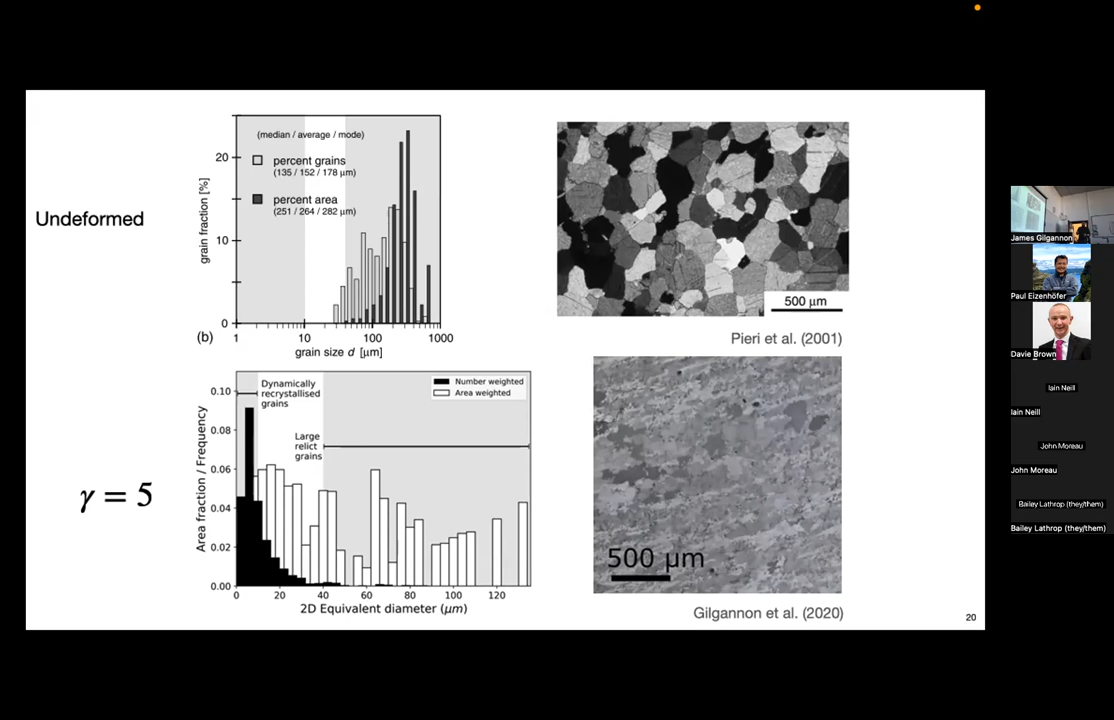 Undeformed
(median / average / mode)
percent grains
(135 / 152 / 178 µm)
percent area
(251 / 264 / 282 µm)
grain fraction [%]
20
10
0
1
10
100
1000
(b)
grain size d [µm]
500 µm
Pieri et al. (2001)
γ = 5
Dynamically
recrystallised
grains
Large
relict
grains
Number weighted
Area weighted
Area fraction / Frequency
0.10
0.08
0.06
0.04
0.02
0.00
0
20
40
60
80
100
120
2D Equivalent diameter (µm)
500 µm
Gilgannon et al. (2020)
20
James Gilgannon
Paul Eizenhöfer
Davie Brown
Iain Neill
Iain Neill
John Moreau
John Moreau
Bailey Lathrop (they/them)
Bailey Lathrop (they/them)